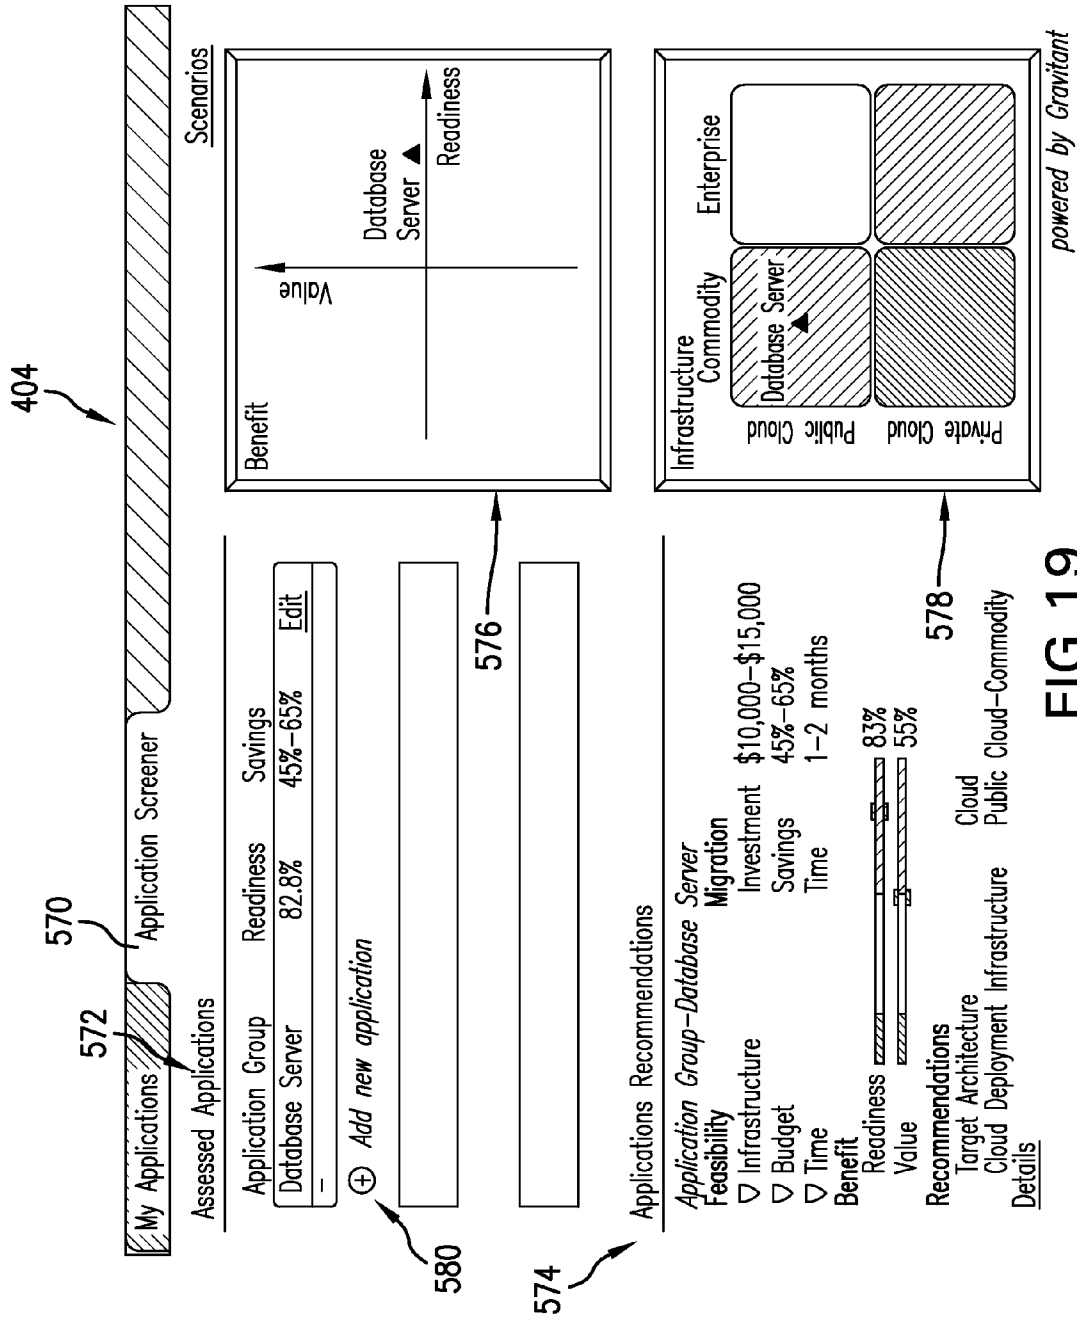 404
570
572
My Applications
Application Screener
Assessed Applications
Scenarios
Application Group Readiness Savings
Database Server 82.8% 45%–65% Edit
–
Add new application
580
576
Benefit
Value
Database
Server
Readiness
574
Applications Recommendations
Application Group–Database Server
Feasibility Migration
Infrastructure Investment $10,000–$15,000
Budget Savings 45%–65%
Time Time 1–2 months
Benefit
Readiness 83%
Value 55%
Recommendations
Target Architecture Cloud
Cloud Deployment Infrastructure Public Cloud–Commodity
Details
578
Infrastructure
Commodity Enterprise
Public Cloud
Database Server
Private Cloud
powered by Gravitant
FIG.19